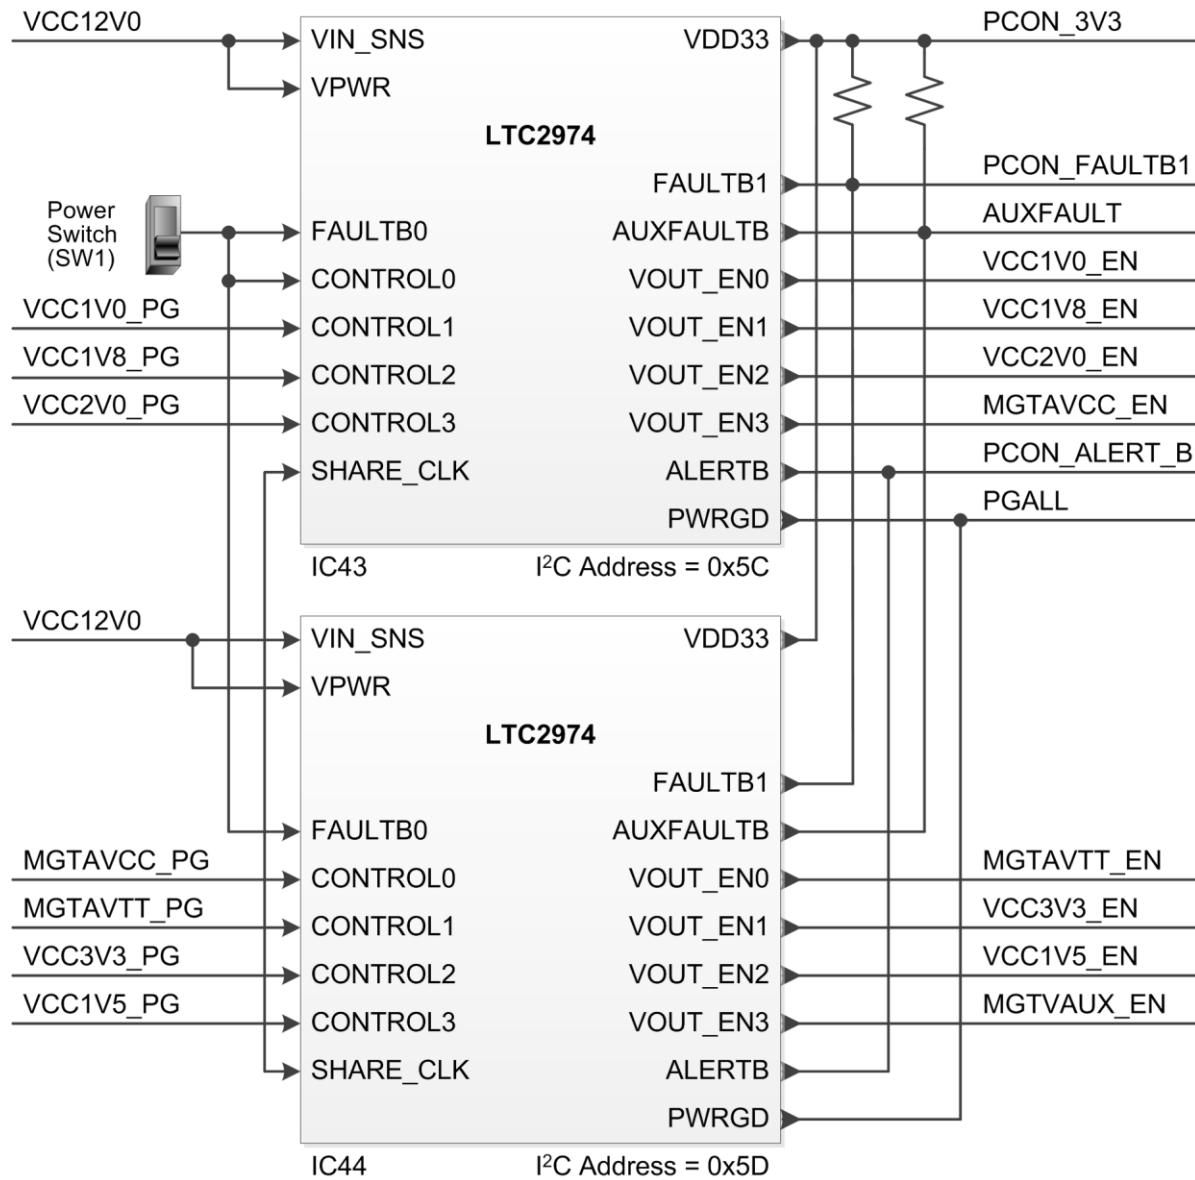 VCC12V0
VIN_SNS
VDD33
PCON_3V3
VPWR
LTC2974
FAULTB1
PCON_FAULTB1
Power
Switch
(SW1)
FAULTB0
AUXFAULTB
AUXFAULT
CONTROL0
VOUT_EN0
VCC1V0_EN
VCC1V0_PG
CONTROL1
VOUT_EN1
VCC1V8_EN
VCC1V8_PG
CONTROL2
VOUT_EN2
VCC2V0_EN
VCC2V0_PG
CONTROL3
VOUT_EN3
MGTAVCC_EN
SHARE_CLK
ALERTB
PCON_ALERT_B
PWRGD
PGALL
IC43
I²C Address = 0x5C
VCC12V0
VIN_SNS
VDD33
VPWR
LTC2974
FAULTB1
FAULTB0
AUXFAULTB
MGTAVCC_PG
CONTROL0
VOUT_EN0
MGTAVTT_EN
MGTAVTT_PG
CONTROL1
VOUT_EN1
VCC3V3_EN
VCC3V3_PG
CONTROL2
VOUT_EN2
VCC1V5_EN
VCC1V5_PG
CONTROL3
VOUT_EN3
MGTVAUX_EN
SHARE_CLK
ALERTB
PWRGD
IC44
I²C Address = 0x5D